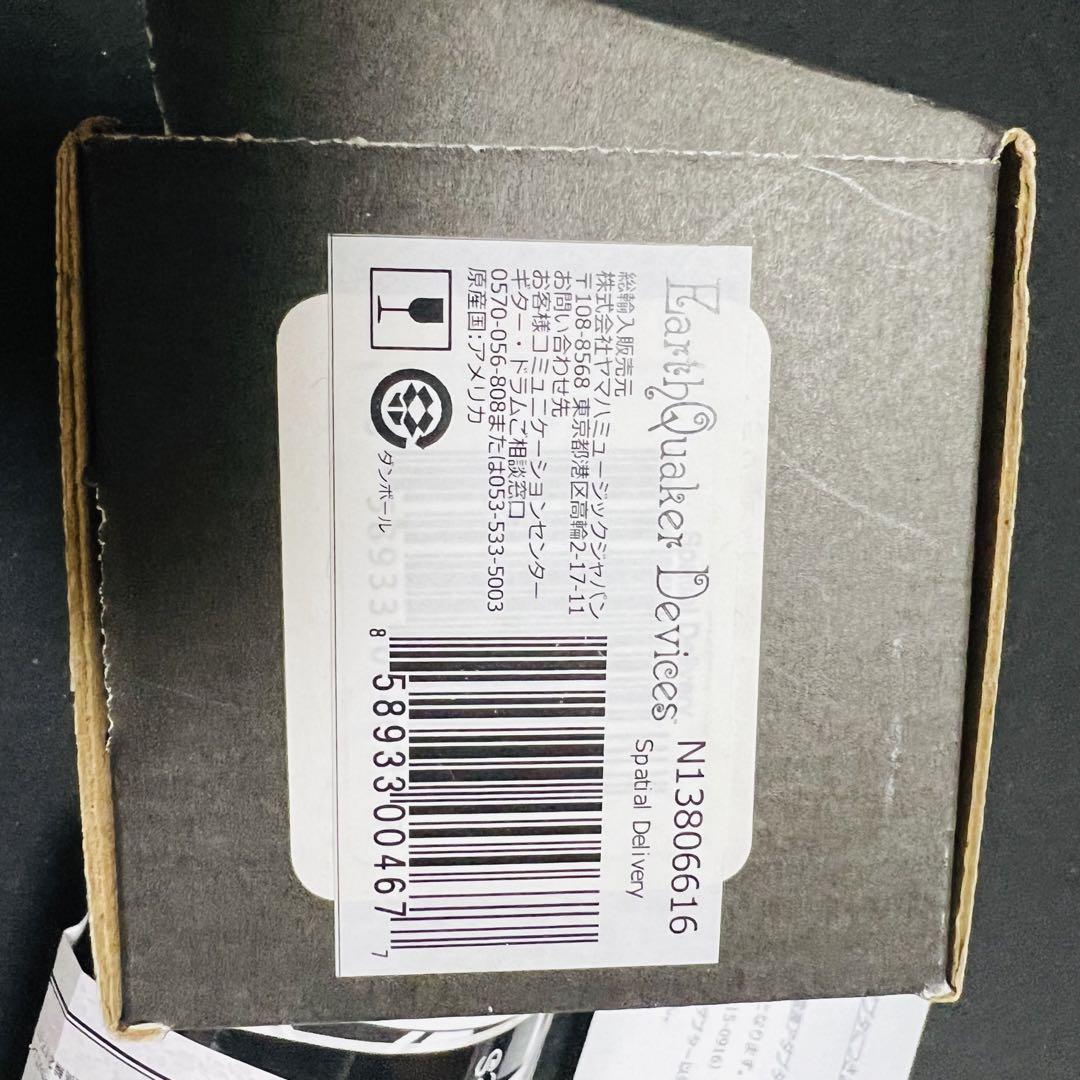 EarthQuaker Devices
N13806616
Spatial Delivery
総輸入販売元
株式会社ヤマハミュージックジャパン
〒108-8568 東京都港区高輪2-17-11
お問い合わせ先
お客様コミュニケーションセンター
ギター・ドラムご相談窓口
0570-056-808または053-533-5003
原産国:アメリカ
ダンボール
8 58933 00467 7